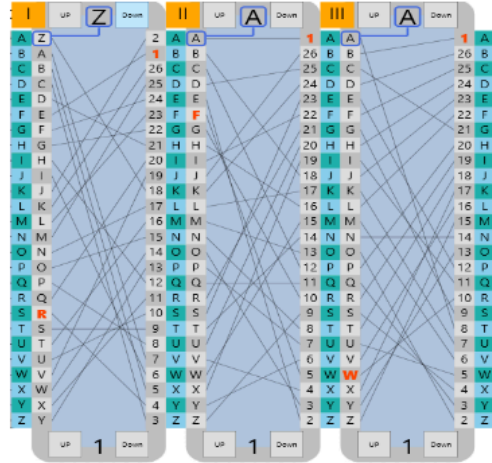 I UP Z Down II UP A Down III UP A Down
A Z 2 A A 1 A A 1 A
B A 1 B B 26 B B 26 B
C B 26 C C 25 C C 25 C
D C 25 D D 24 D D 24 D
E D 24 E E 23 E E 23 E
F E 23 F F 22 F F 22 F
G F 22 G G 21 G G 21 G
H G 21 H H 20 H H 20 H
I H 20 I I 19 I I 19 I
J I 19 J J 18 J J 18 J
K J 18 K K 17 K K 17 K
L K 17 L L 16 L L 16 L
M L 16 M M 15 M M 15 M
N M 15 N N 14 N N 14 N
O N 14 O O 13 O O 13 O
P O 13 P P 12 P P 12 P
Q P 12 Q Q 11 Q Q 11 Q
R Q 11 R R 10 R R 10 R
S R 10 S S 9 S S 9 S
T S 9 T T 8 T T 8 T
U T 8 U U 7 U U 7 U
V U 7 V V 6 V V 6 V
W V 6 W W 5 W W 5 W
X W 5 X X 4 X X 4 X
Y X 4 Y Y 3 Y Y 3 Y
Z Y 3 Z Z 2 Z Z 2 Z
UP 1 Down UP 1 Down UP 1 Down